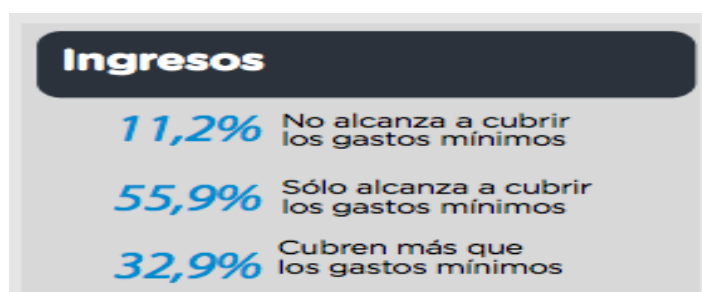 Ingresos
11,2% No alcanza a cubrir
los gastos mínimos
55,9% Sólo alcanza a cubrir
los gastos mínimos
32,9% Cubren más que
los gastos mínimos